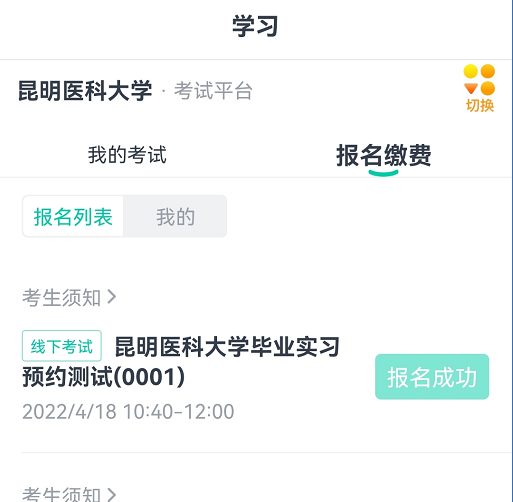 学习
昆明医科大学 · 考试平台
切换
我的考试 报名缴费
报名列表 我的
考生须知 >
线下考试 昆明医科大学毕业实习
预约测试(0001)
报名成功
2022/4/18 10:40-12:00
考生须知 >